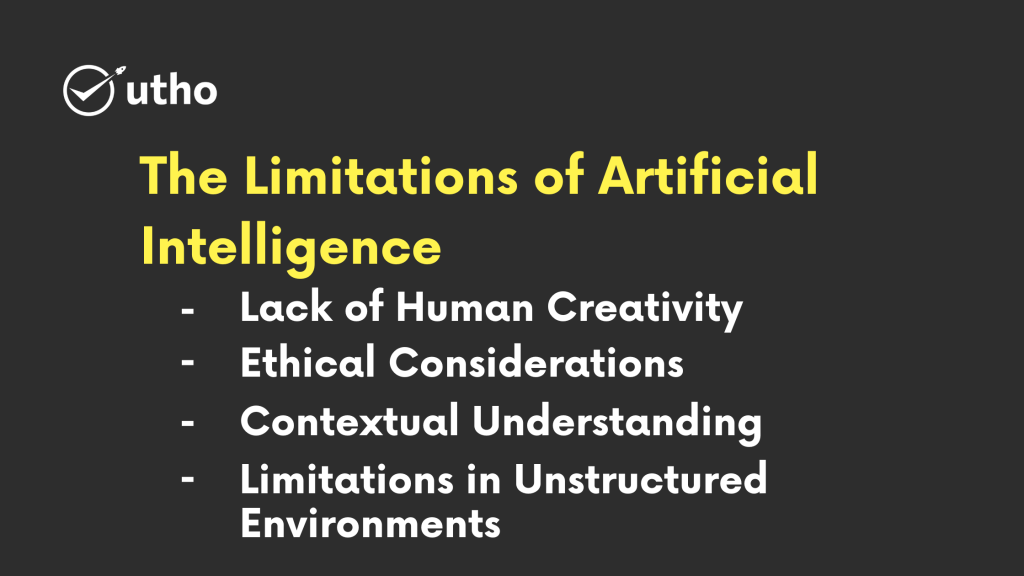 utho
The Limitations of Artificial
Intelligence
- Lack of Human Creativity
- Ethical Considerations
- Contextual Understanding
- Limitations in Unstructured
Environments